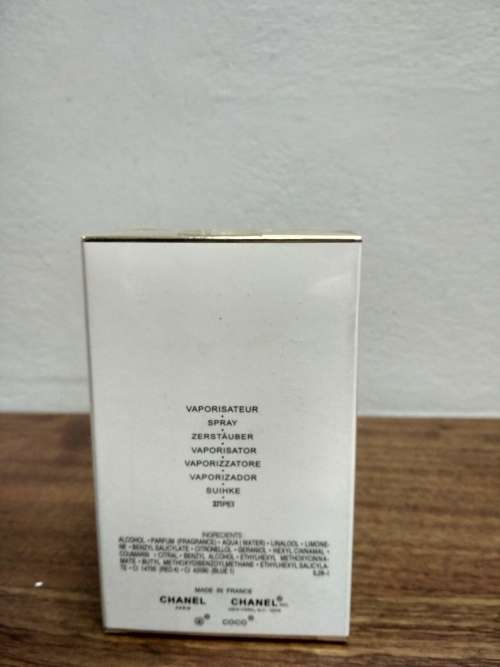 VAPORISATEUR
SPRAY
ZERSTÄUBER
VAPORISATOR
VAPORIZZATORE
VAPORIZADOR
SUIHKE
ΣΠΡΕΪ
INGREDIENTS
ALCOHOL • PARFUM (FRAGRANCE) • AQUA (WATER) • LINALOOL • LIMONE-
NE • BENZYL SALICYLATE • CITRONELLOL • GERANIOL • HEXYL CINNAMAL •
COUMARIN • CITRAL • BENZYL ALCOHOL • ETHYLHEXYL METHOXYCINNA-
MATE • BUTYL METHOXYDIBENZOYLMETHANE • ETHYLHEXYL SALICYLA-
TE • CI 14700 (RED 4) • CI 42090 (BLUE 1)
MADE IN FRANCE
CHANEL CHANEL®
PARIS
COCO®